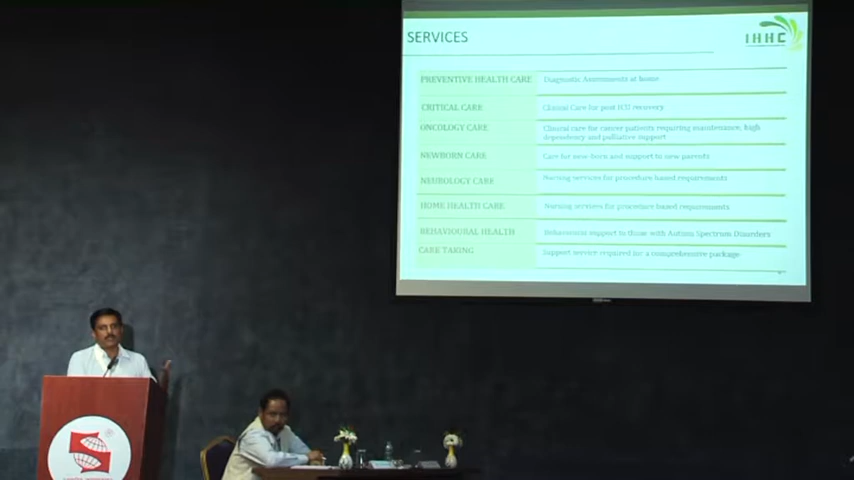 SERVICES
IHHC
PREVENTIVE HEALTH CARE Diagnostic Assessments at home
CRITICAL CARE Clinical Care for post ICU recovery
ONCOLOGY CARE Clinical care for cancer patients requiring maintenance, high
dependency and palliative support
NEWBORN CARE Care for new-born and support to new parents
NEUROLOGY CARE Nursing services for procedure based requirements
HOME HEALTH CARE Nursing services for procedure based requirements
BEHAVIOURAL HEALTH Behavioural support to those with Autism Spectrum Disorders
CARE TAKING Support service required for a comprehensive package